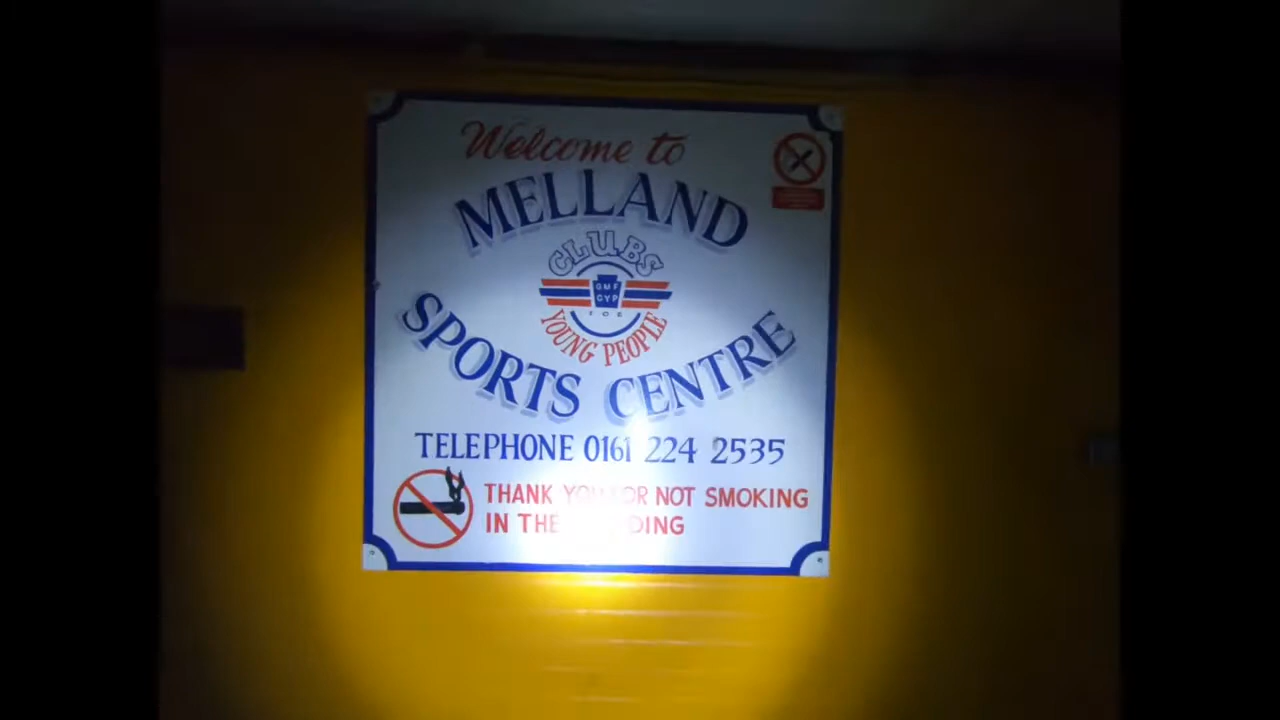 Welcome to
MELLAND
CLUBS
GMF
CYP
FOR
YOUNG PEOPLE
SPORTS CENTRE
TELEPHONE 0161 224 2535
THANK YOU FOR NOT SMOKING
IN THE